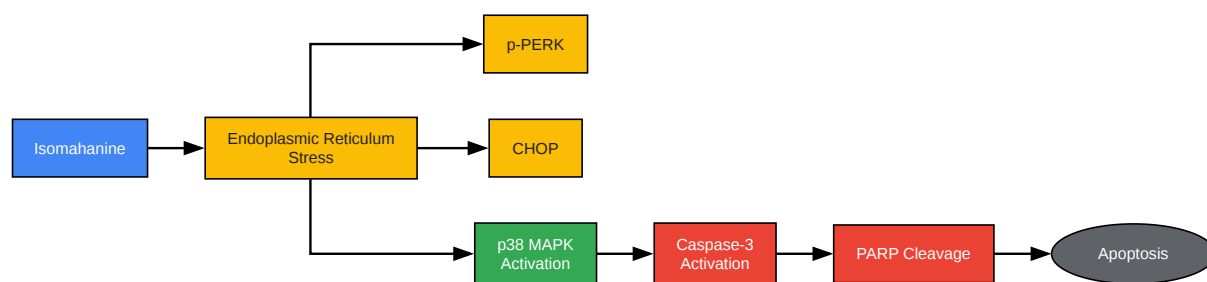 p-PERK
Isomahanine
Endoplasmic Reticulum
Stress
CHOP
p38 MAPK
Activation
Caspase-3
Activation
PARP Cleavage
Apoptosis